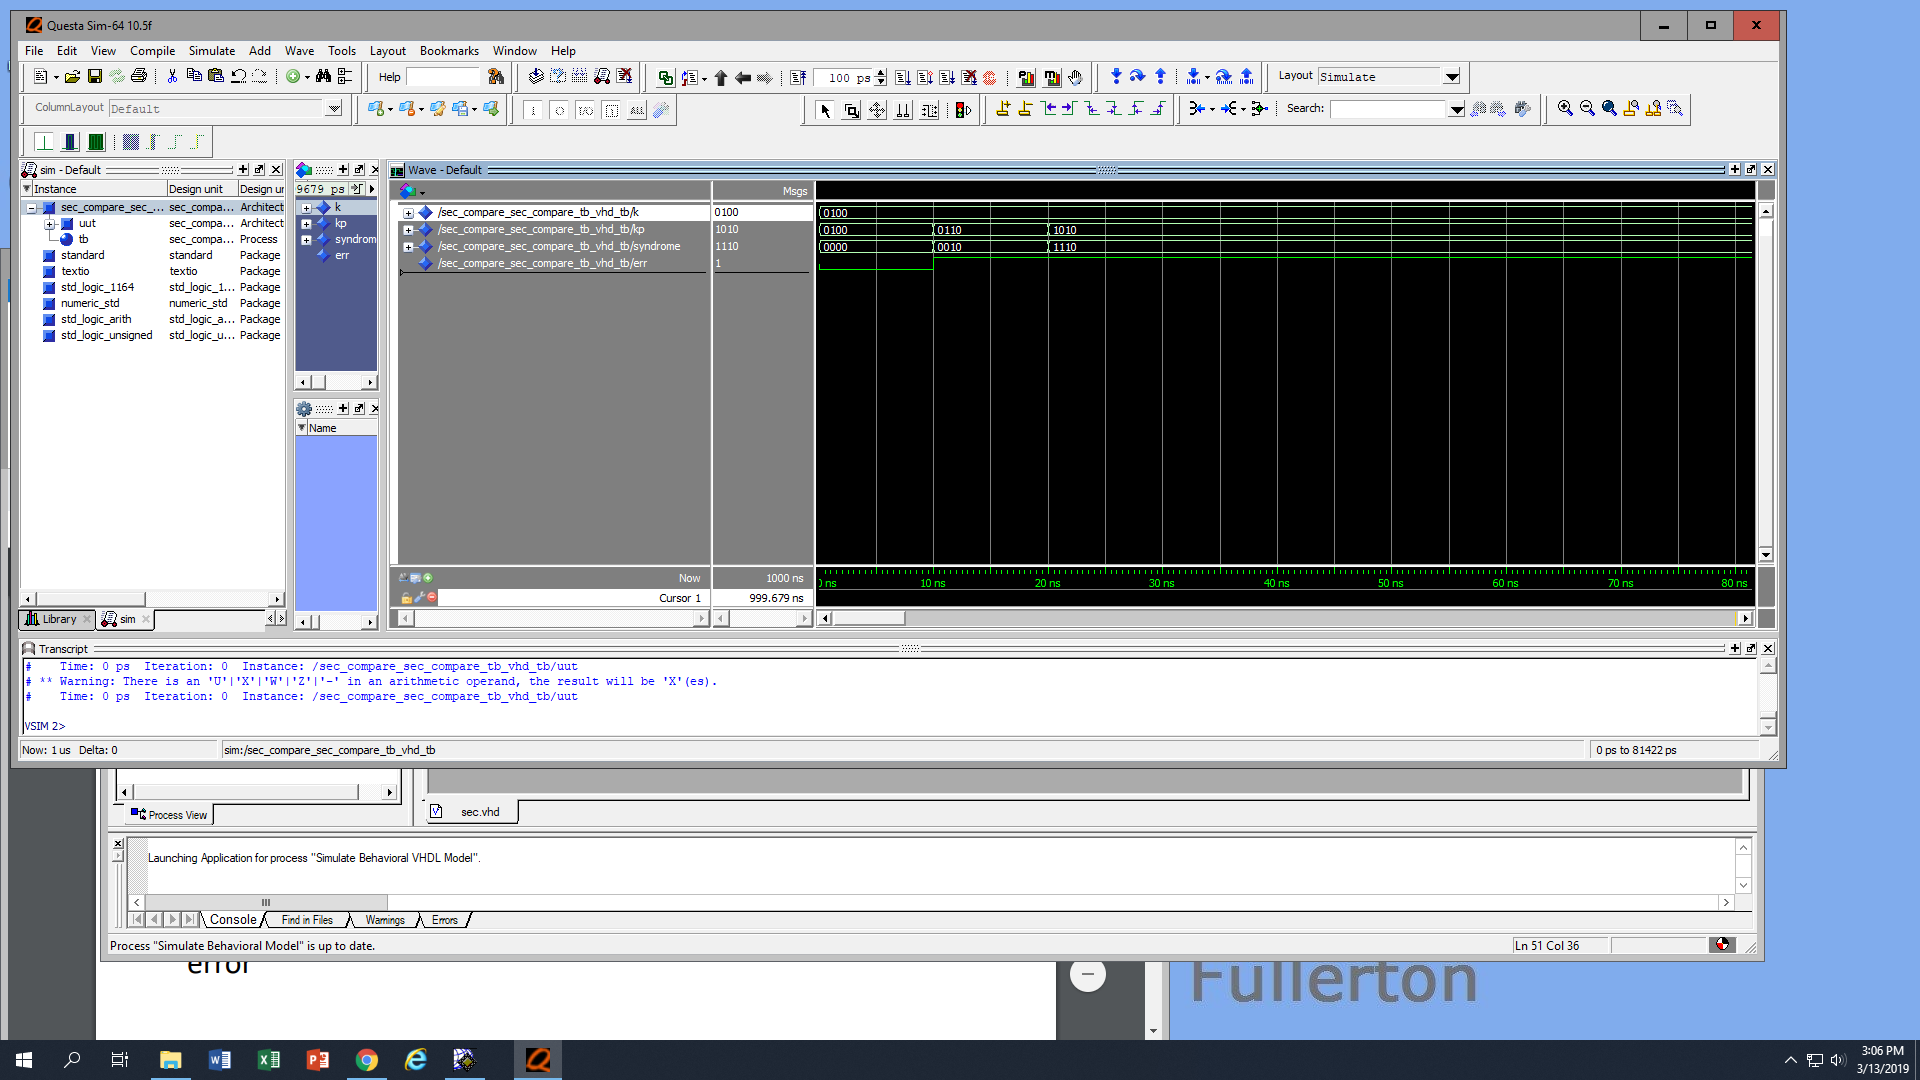 Questa Sim-64 10.5f
File Edit View Compile Simulate Add Wave Tools Layout Bookmarks Window Help
Help 100 ps Layout Simulate
ColumnLayout Default Search:
sim - Default
Instance Design unit Design un
sec_compare_sec_... sec_compa... Architect
uut sec_compa... Architect
tb sec_compa... Process
standard standard Package
textio textio Package
std_logic_1164 std_logic_1... Package
numeric_std numeric_std Package
std_logic_arith std_logic_a... Package
std_logic_unsigned std_logic_u... Package
Library sim
9679 ps
k
kp
syndrom
err
Name
Wave - Default
Msgs
/sec_compare_sec_compare_tb_vhd_tb/k 0100 0100
/sec_compare_sec_compare_tb_vhd_tb/kp 1010 0100 0110 1010
/sec_compare_sec_compare_tb_vhd_tb/syndrome 1110 0000 0010 1110
/sec_compare_sec_compare_tb_vhd_tb/err 1
Now 1000 ns ns 10 ns 20 ns 30 ns 40 ns 50 ns 60 ns 70 ns 80 ns
Cursor 1 999.679 ns
Transcript
# Time: 0 ps Iteration: 0 Instance: /sec_compare_sec_compare_tb_vhd_tb/uut
# ** Warning: There is an 'U'|'X'|'W'|'Z'|'-' in an arithmetic operand, the result will be 'X'(es).
# Time: 0 ps Iteration: 0 Instance: /sec_compare_sec_compare_tb_vhd_tb/uut
VSIM 2>
Now: 1 us Delta: 0 sim:/sec_compare_sec_compare_tb_vhd_tb 0 ps to 81422 ps
Process View sec.vhd
Launching Application for process "Simulate Behavioral VHDL Model".
Console Find in Files Warnings Errors
Process "Simulate Behavioral Model" is up to date. Ln 51 Col 36
error
Fullerton
3:06 PM
3/13/2019